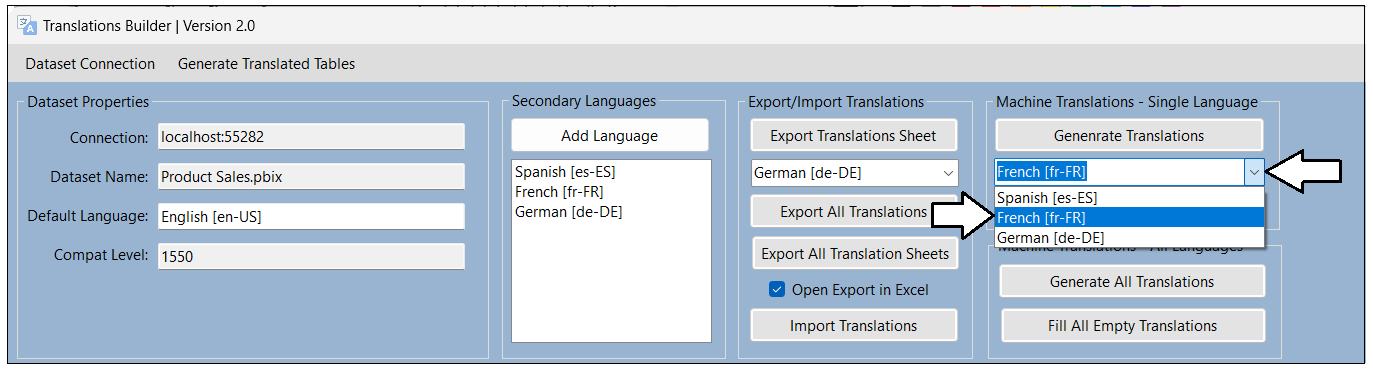 Translations Builder | Version 2.0
Dataset Connection Generate Translated Tables
Dataset Properties
Connection: localhost:55282
Dataset Name: Product Sales.pbix
Default Language: English [en-US]
Compat Level: 1550
Secondary Languages
Add Language
Spanish [es-ES]
French [fr-FR]
German [de-DE]
Export/Import Translations
Export Translations Sheet
German [de-DE]
Export All Translations
Export All Translation Sheets
Open Export in Excel
Import Translations
Machine Translations - Single Language
Genenrate Translations
French [fr-FR]
Spanish [es-ES]
French [fr-FR]
German [de-DE]
Machine Translations - All Languages
Generate All Translations
Fill All Empty Translations